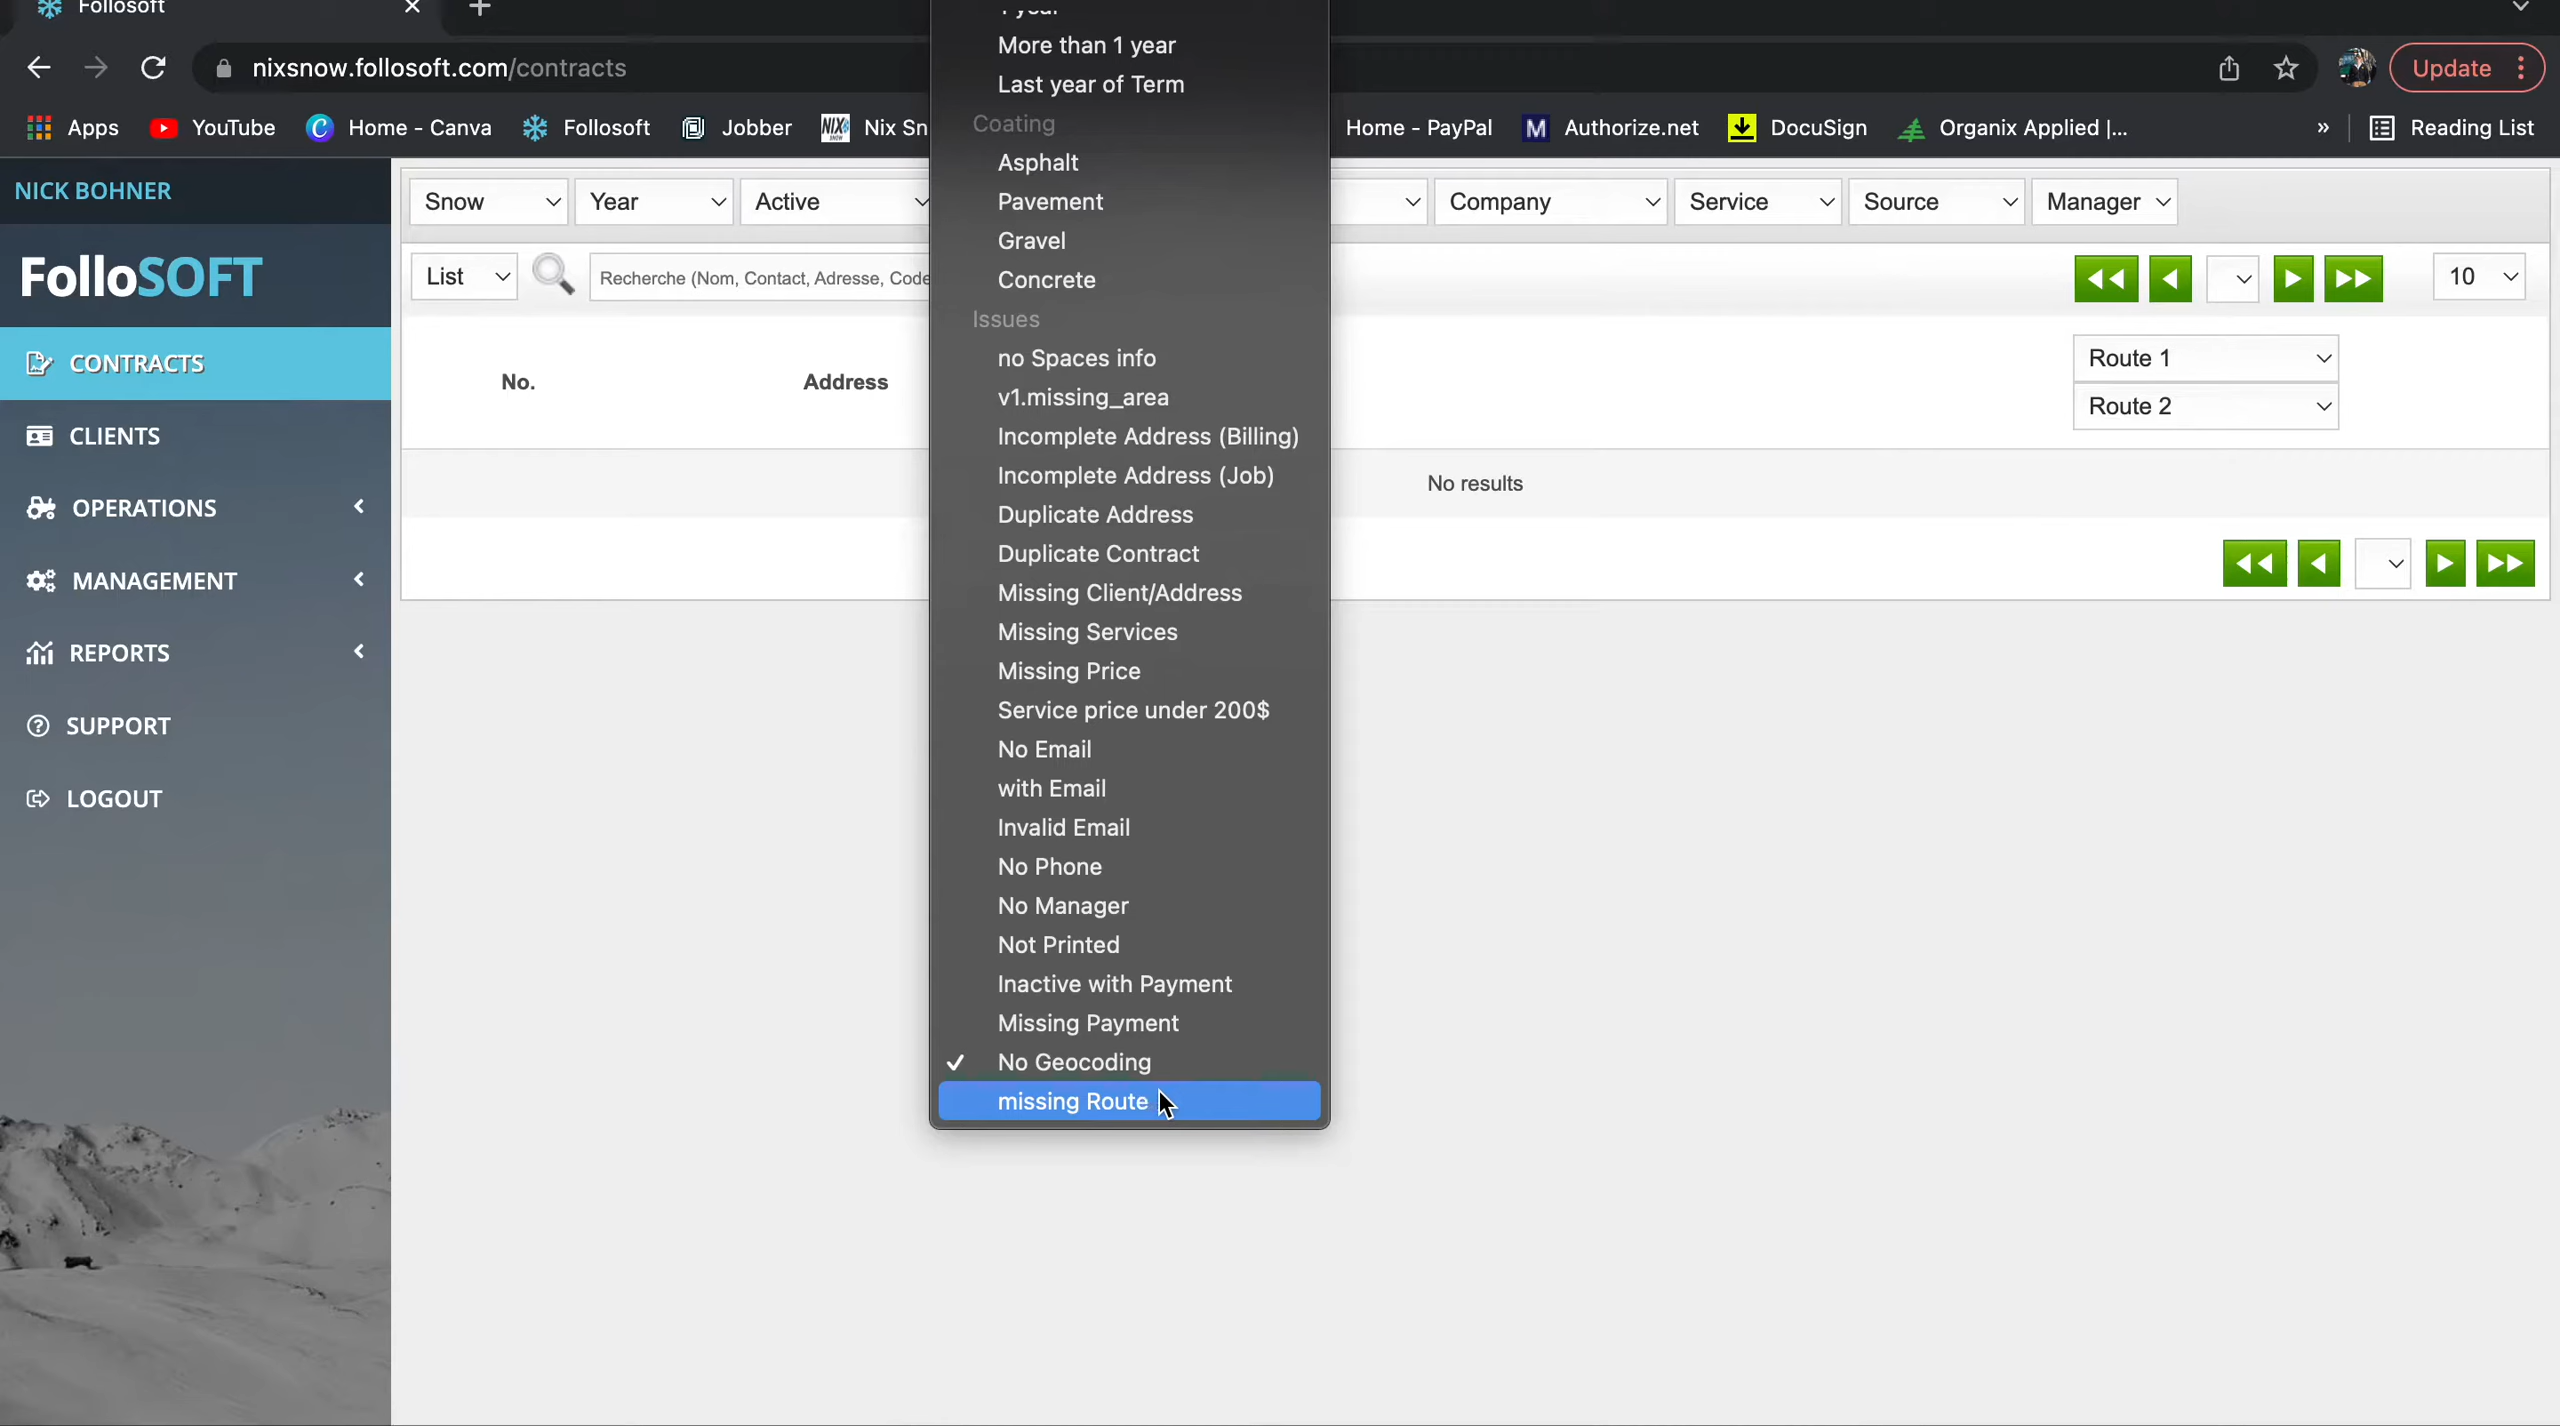 Follosoft
nixsnow.follosoft.com/contracts
Update
Apps
YouTube
Home - Canva
Follosoft
Jobber
Nix Sn
Home - PayPal
Authorize.net
DocuSign
Organix Applied |...
»
Reading List
NICK BOHNER
FolloSOFT
CONTRACTS
CLIENTS
OPERATIONS
MANAGEMENT
REPORTS
SUPPORT
LOGOUT
Snow
Year
Active
Company
Service
Source
Manager
List
Recherche (Nom, Contact, Adresse, Code
10
No.
Address
Route 1
Route 2
No results
More than 1 year
Last year of Term
Coating
Asphalt
Pavement
Gravel
Concrete
Issues
no Spaces info
v1.missing_area
Incomplete Address (Billing)
Incomplete Address (Job)
Duplicate Address
Duplicate Contract
Missing Client/Address
Missing Services
Missing Price
Service price under 200$
No Email
with Email
Invalid Email
No Phone
No Manager
Not Printed
Inactive with Payment
Missing Payment
✓ No Geocoding
missing Route